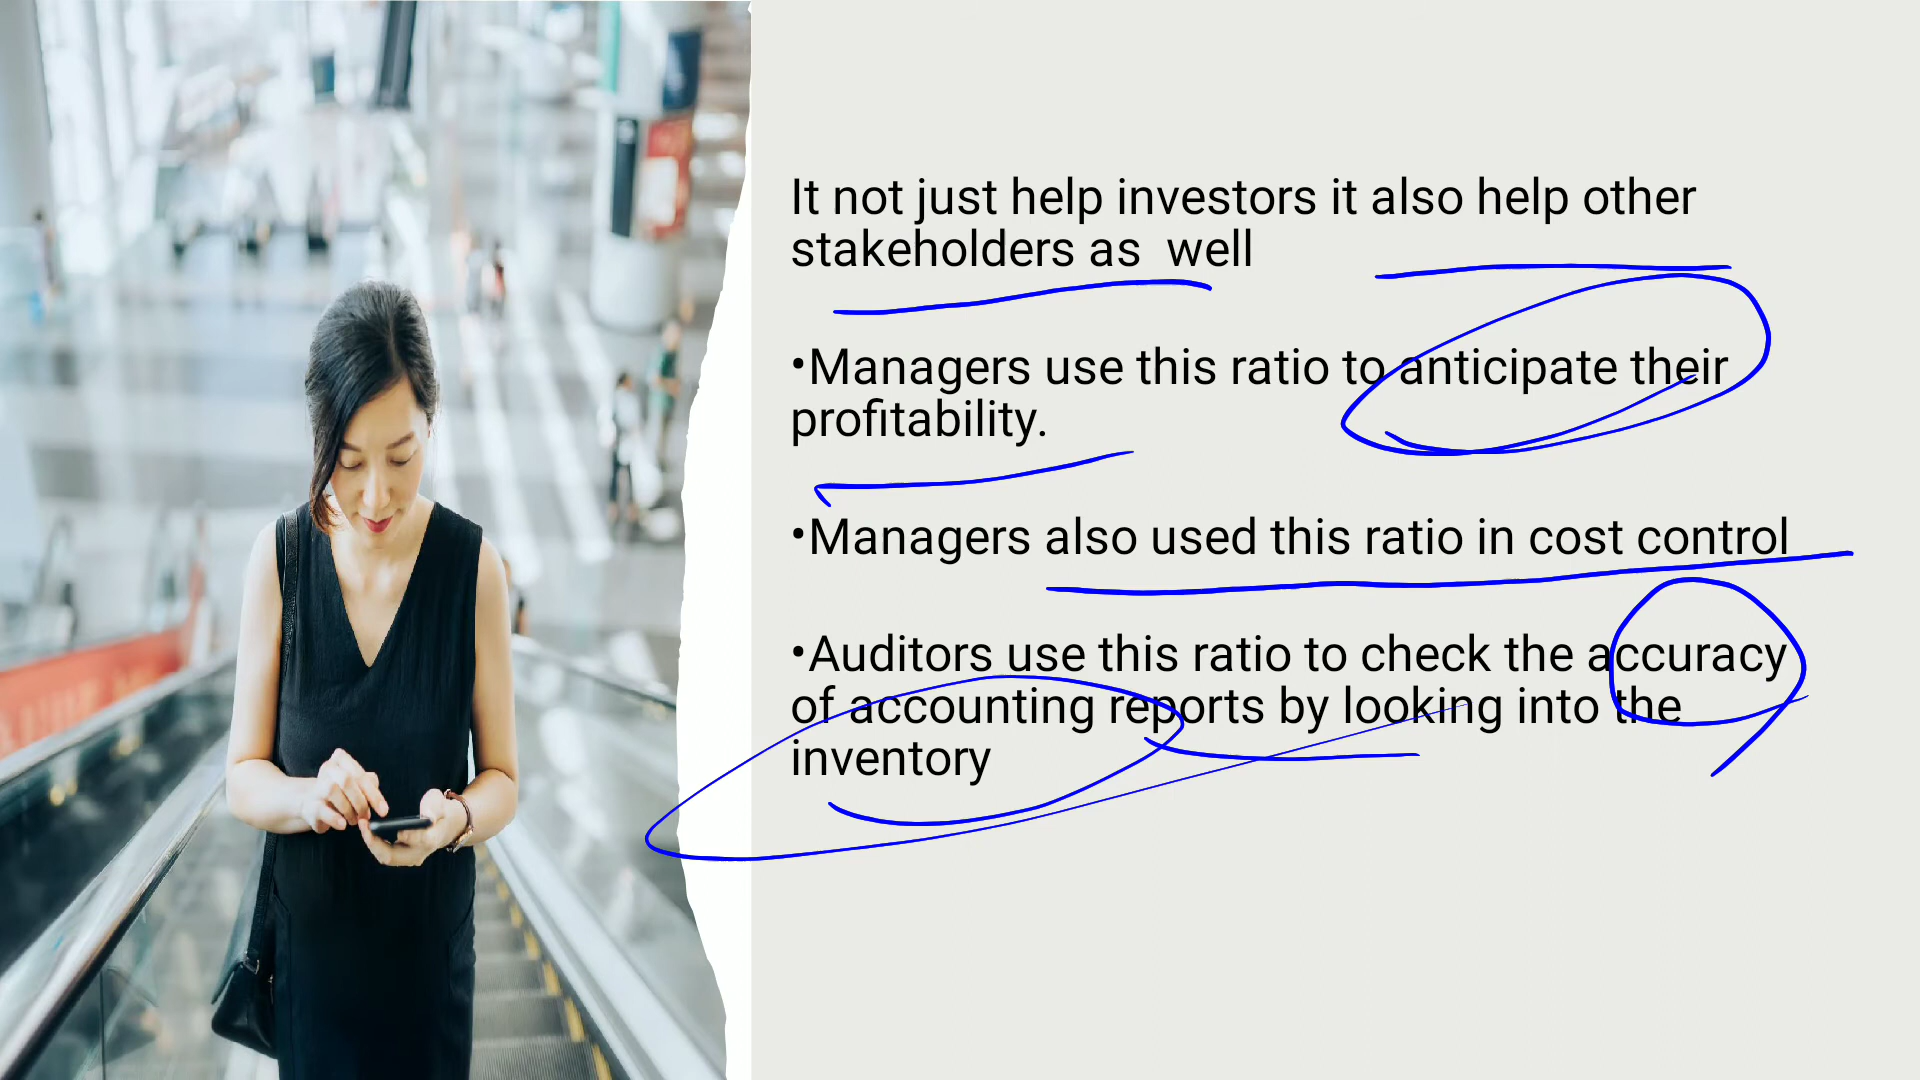 It not just help investors it also help other
stakeholders as  well
•Managers use this ratio to anticipate their
profitability.
•Managers also used this ratio in cost control
•Auditors use this ratio to check the accuracy
of accounting reports by looking into the
inventory